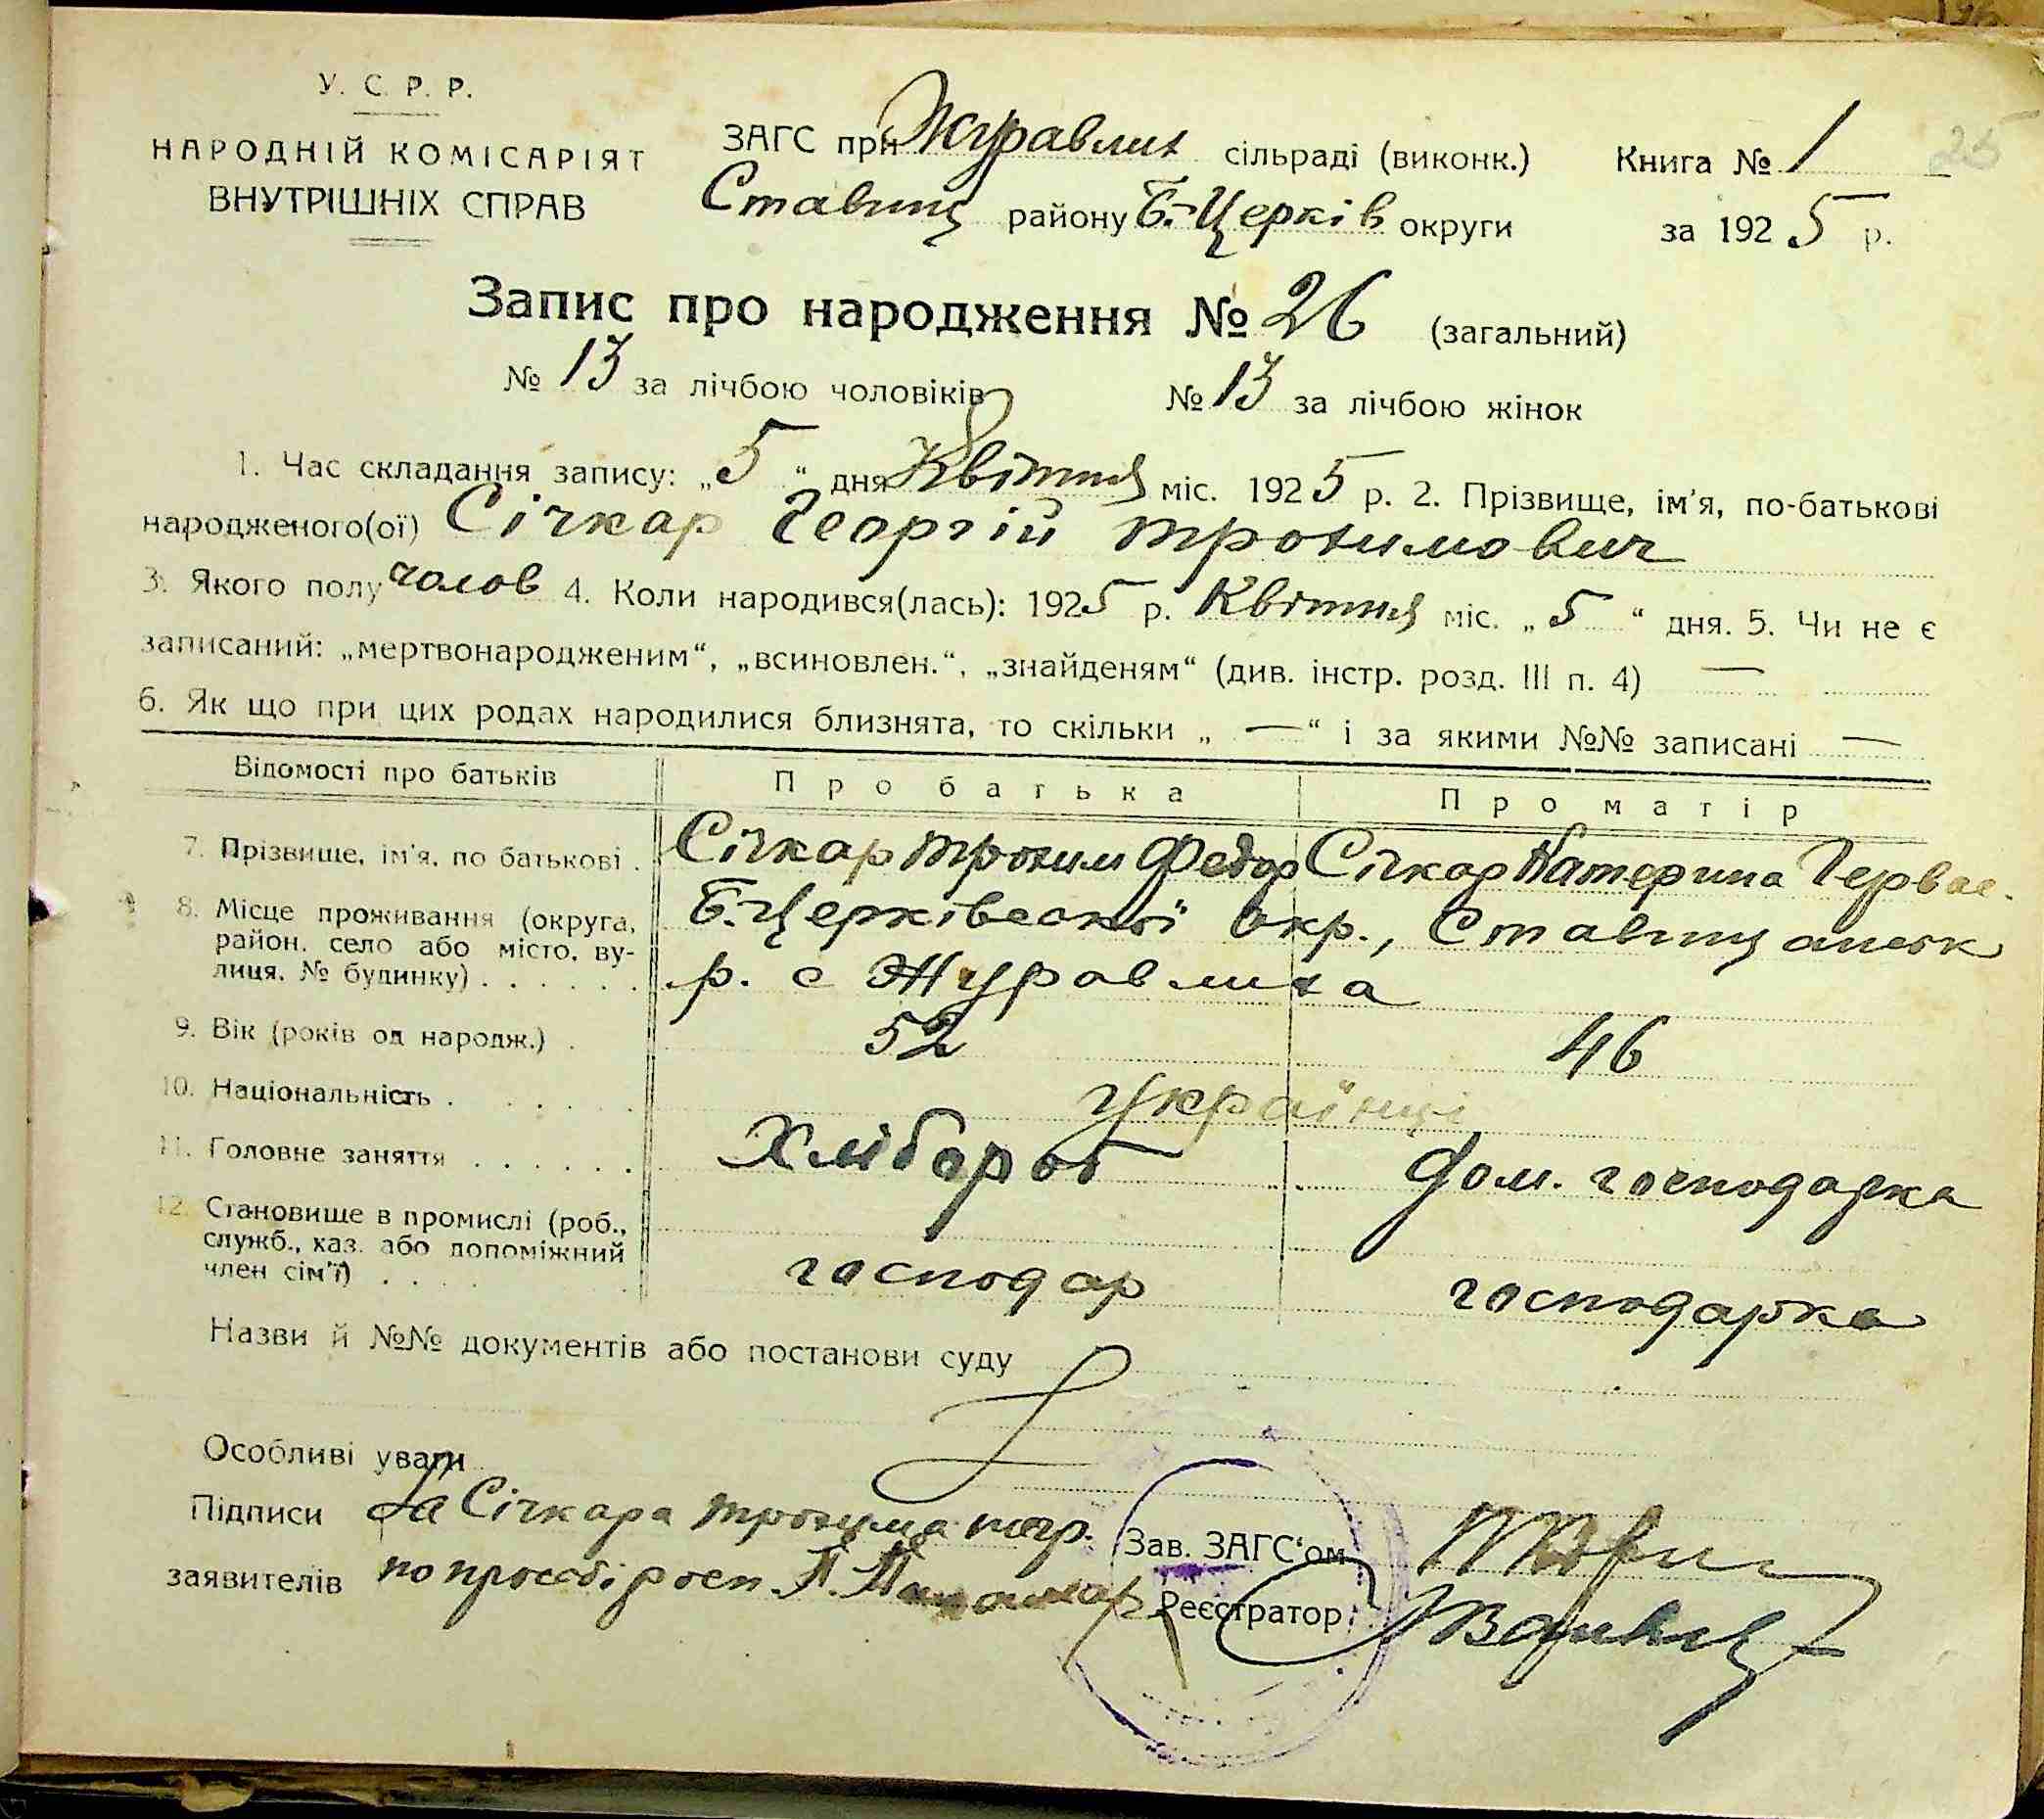 У. С. Р. Р.
НАРОДНІЙ КОМІСАРІЯТ
ВНУТРІШНІХ СПРАВ
ЗАГС при Журавлих сільраді (виконк.)
Ставищ району Б.-Церків округи
Книга № 1
25
за 1925 р.
Запис про народження № 26 (загальний)
№ 13 за лічбою чоловіків № 13 за лічбою жінок
1. Час складання запису: „5“ дня Квітня міс. 1925 р. 2. Прізвище, ім'я, по-батькові
народженого(ої) Січкар Георгій Трохимович
3. Якого полу чолов 4. Коли народився(лась): 1925 р. Квітня міс. „5“ дня. 5. Чи не є
записаний: „мертвонародженим“, „всиновлен.“, „знайденям“ (див. інстр. розд. III п. 4) —
6. Як що при цих родах народилися близнята, то скільки „—“ і за якими №№ записані —
Відомості про батьків Про батька Про матір
7. Прізвище, ім'я, по батькові . Січкар Трохим Федор Січкар Катерина Гервас.
8. Місце проживання (округа, район, село або місто, вулиця, № будинку) . . . . . . Б.-Церківської окр., Ставищанськ
р. с Журавлиха
9. Вік (років од народж.) . 52 46
10. Національність . . . . . Українці
11. Головне заняття . . . . . . Хлібороб Дом. господарка
12. Становище в промислі (роб., служб., хаз. або допоміжний член сім'ї) . . . . господар господарка
Назви й №№ документів або постанови суду
Особливі уваги
Підписи За Січкара Трохима негр.
заявителів по просьбі росп. П.
Зав. ЗАГС'ом
Реєстратор